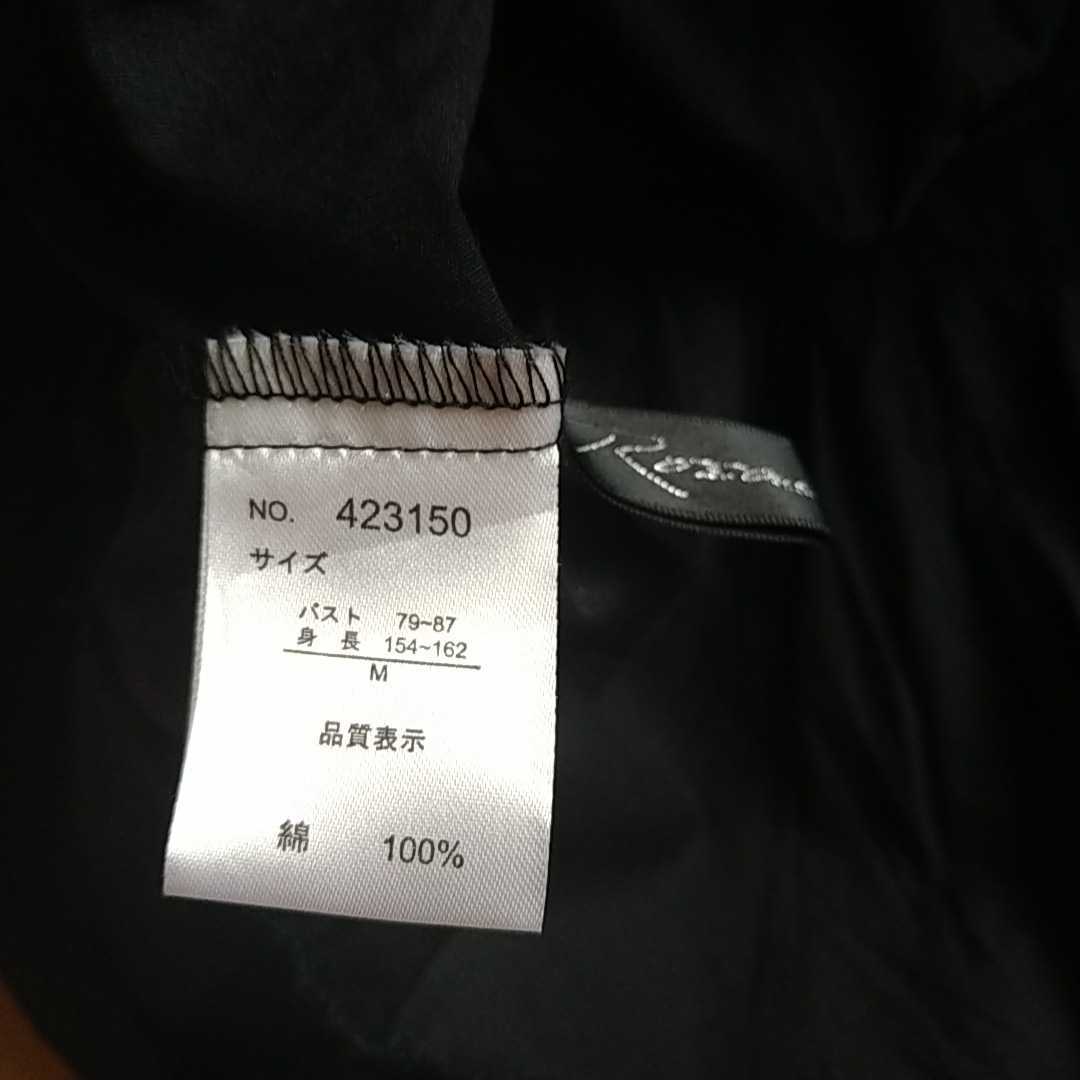 NO. 423150
サイズ
バスト 79~87
身長 154~162
M
品質表示
綿 100%